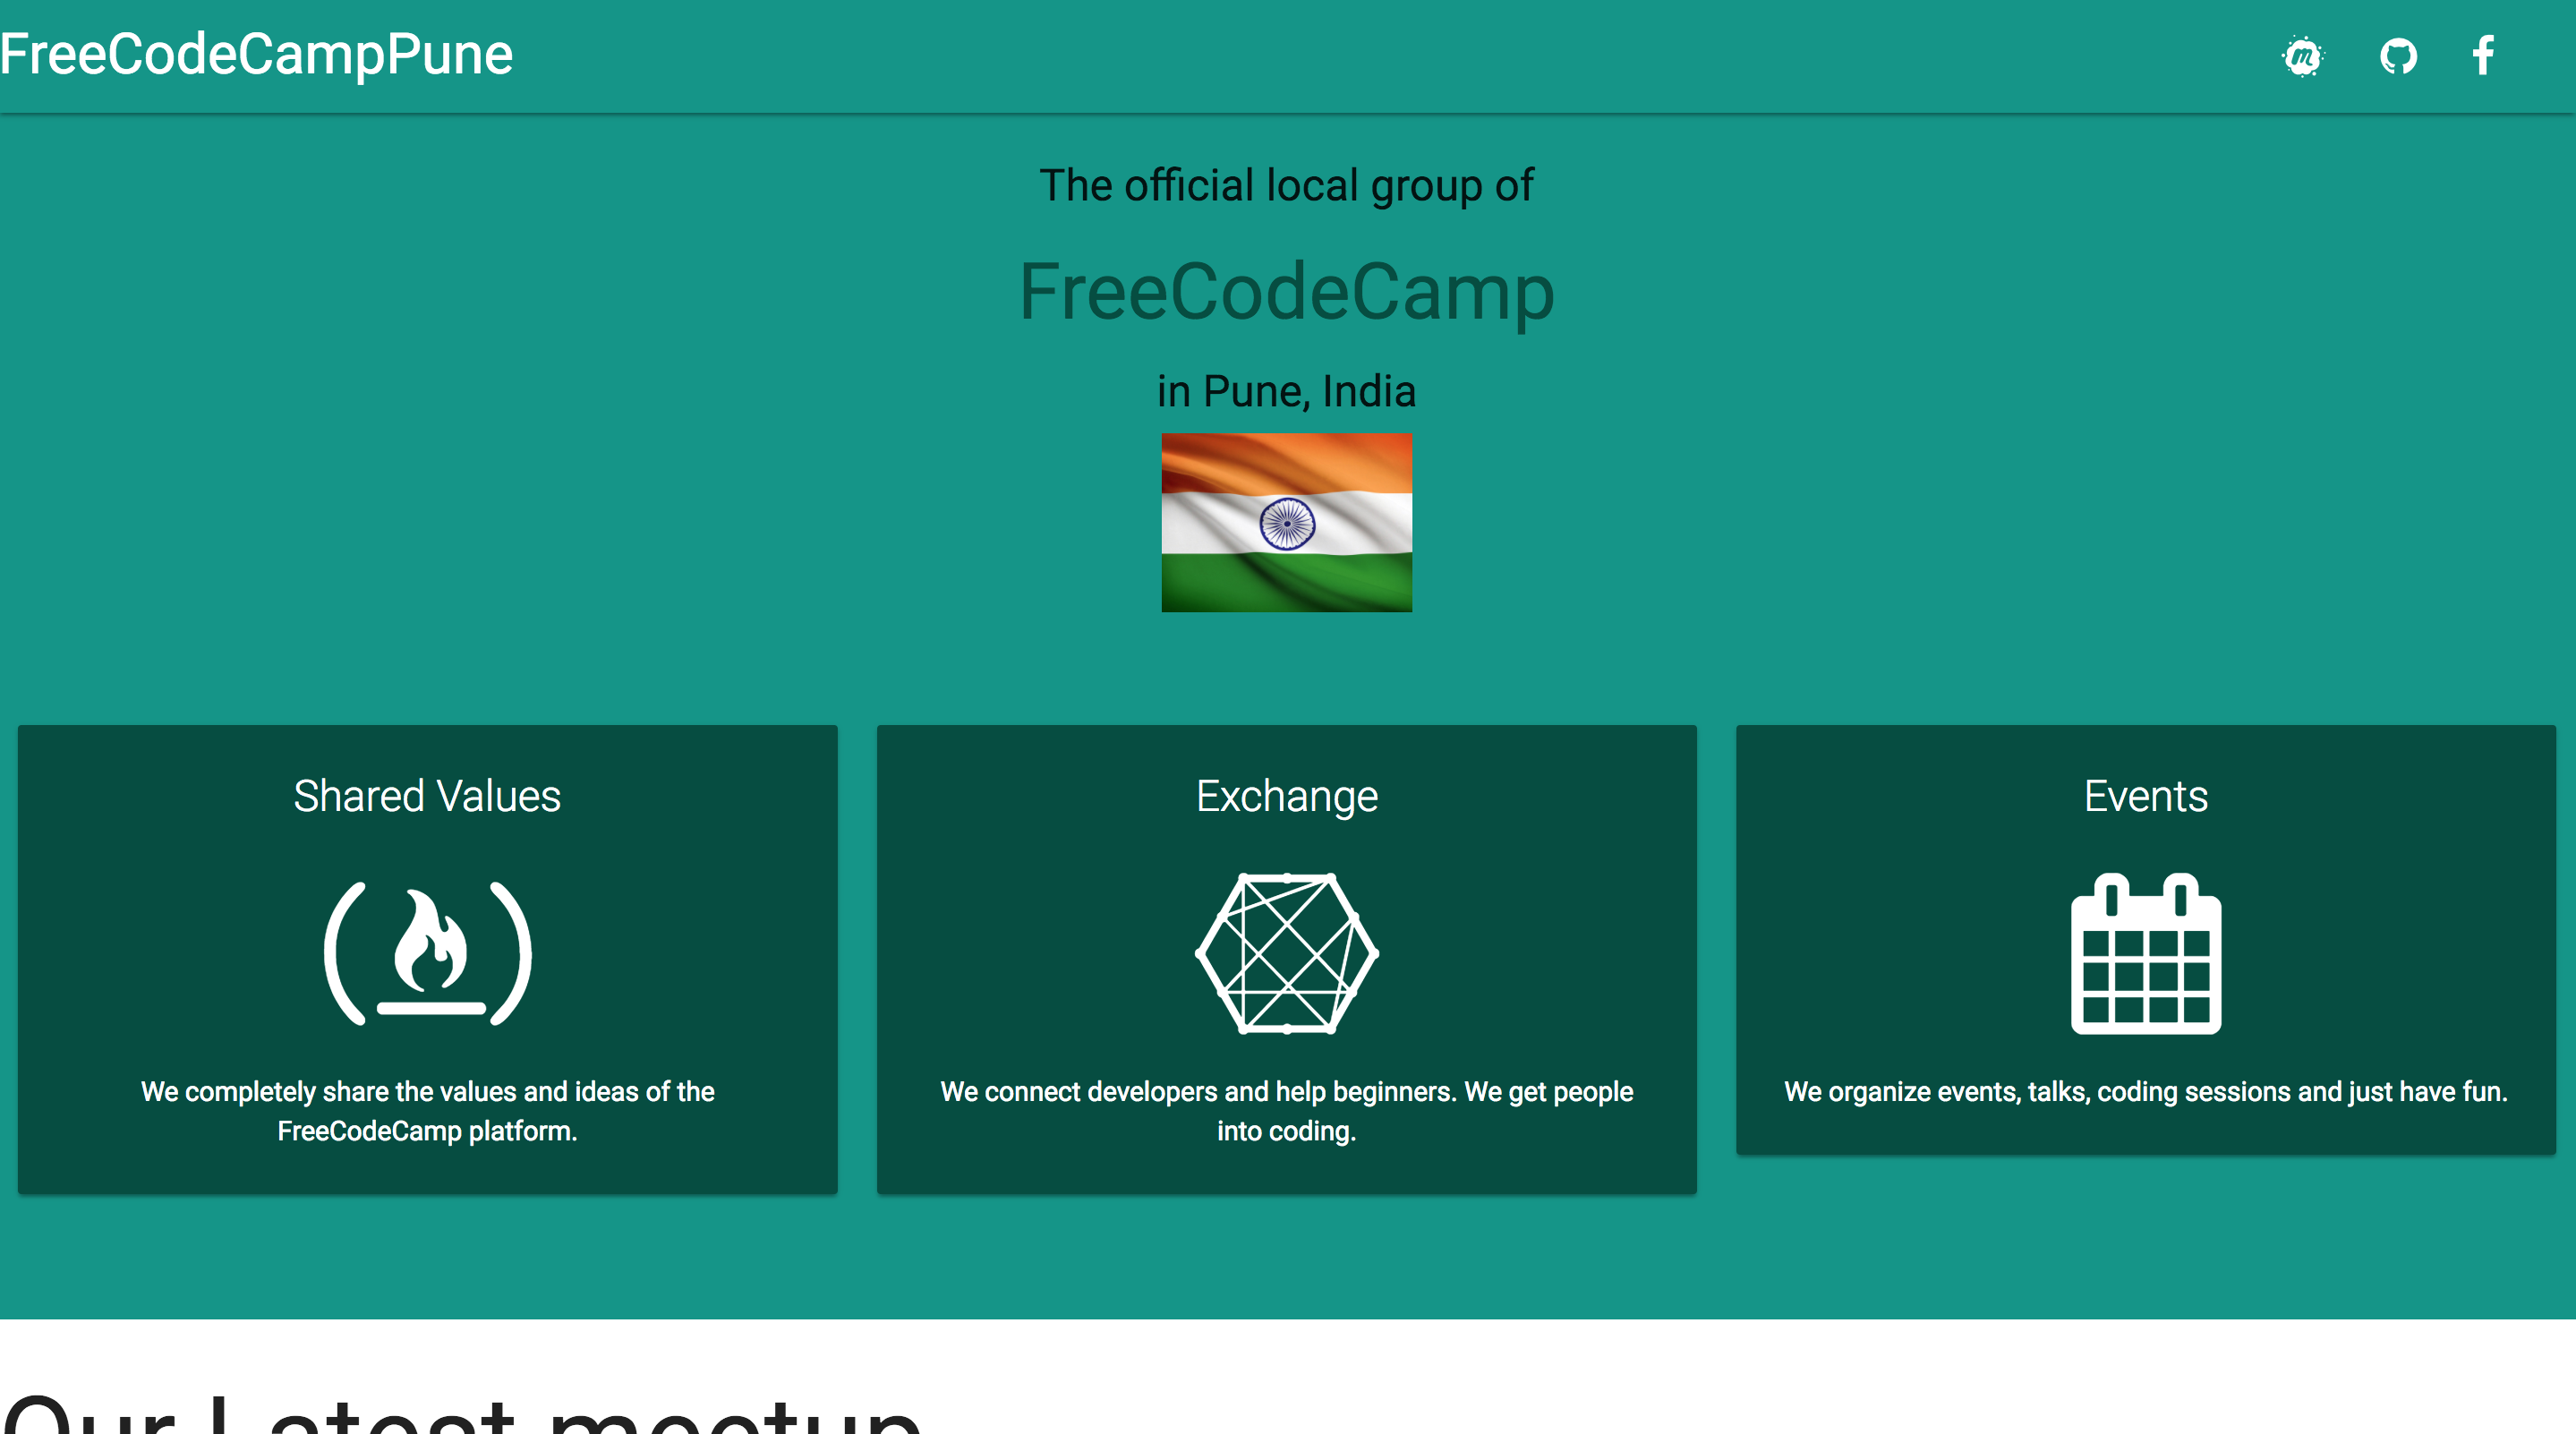 FreeCodeCampPune
The official local group of
FreeCodeCamp
in Pune, India
Shared Values
We completely share the values and ideas of the
FreeCodeCamp platform.
Exchange
We connect developers and help beginners. We get people
into coding.
Events
We organize events, talks, coding sessions and just have fun.
Our Latest meetup